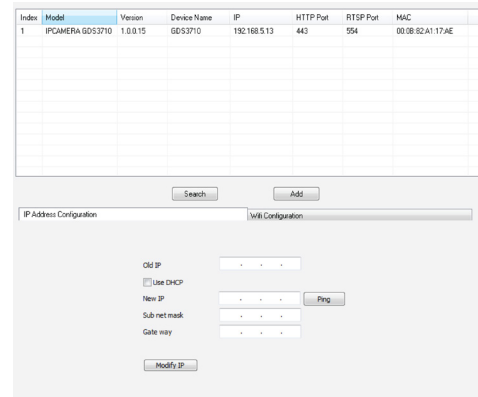 Index Model Version Device Name IP HTTP Port RTSP Port MAC
1 IPCAMERA GDS3710 1.0.0.15 GDS3710 192.168.5.13 443 554 00:0B:82:A1:17:AE
Search Add
IP Address Configuration Wifi Configuration
Old IP . . .
Use DHCP
New IP . . . Ping
Sub net mask . . .
Gate way . . .
Modify IP